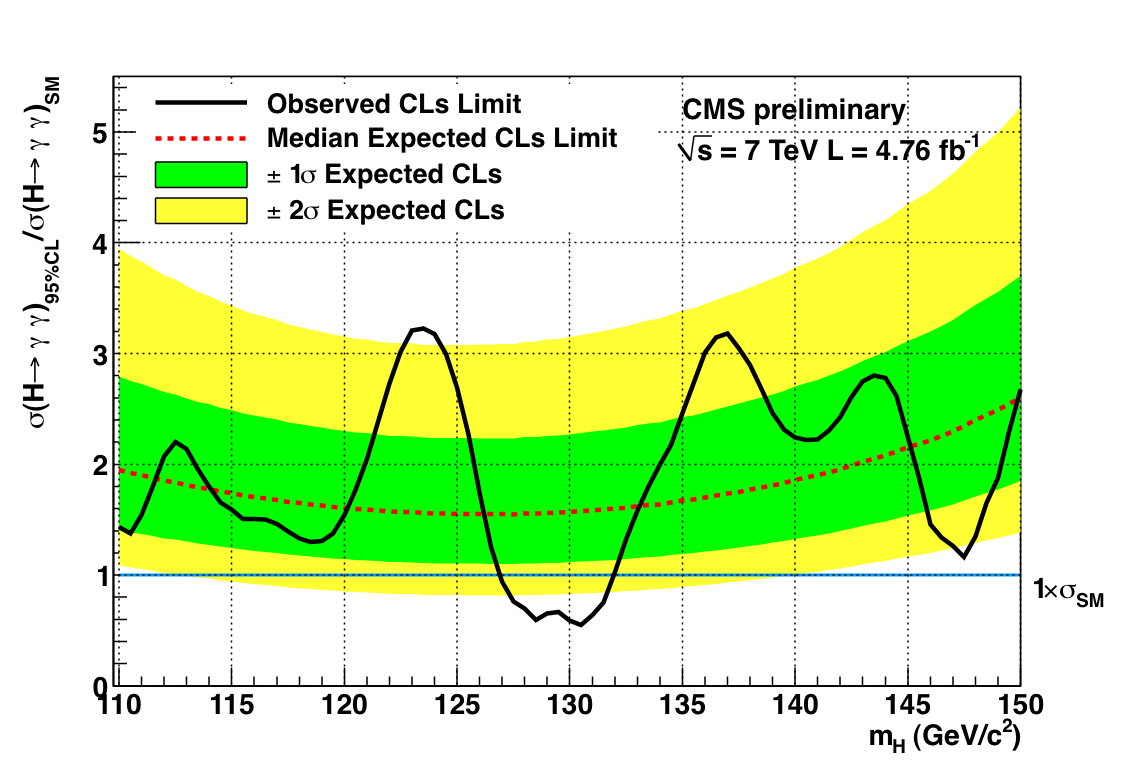 σ(H→ γ γ)95%CL/σ(H→ γ γ)SM
Observed CLs Limit
Median Expected CLs Limit
± 1σ Expected CLs
± 2σ Expected CLs
CMS preliminary
√s = 7 TeV L = 4.76 fb-1
5
4
3
2
1
0
1×σSM
110 115 120 125 130 135 140 145 150
mH (GeV/c2)